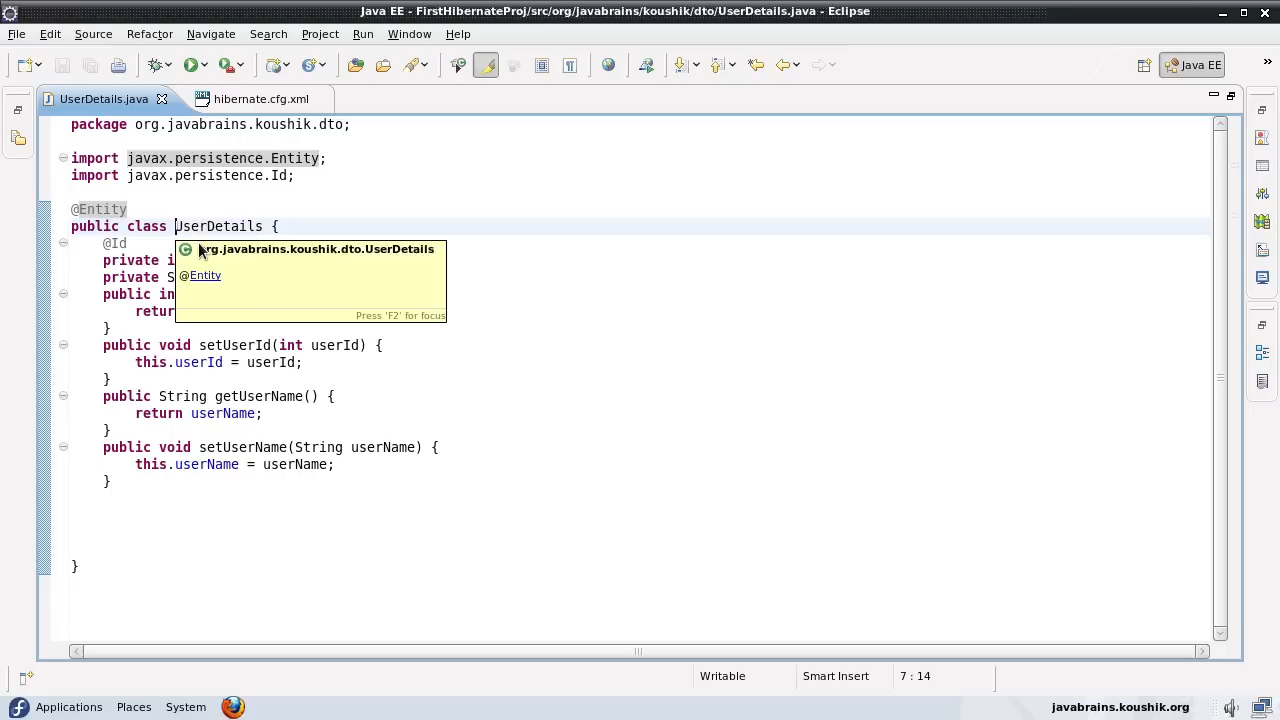 Java EE - FirstHibernateProj/src/org/javabrains/koushik/dto/UserDetails.java - Eclipse
File Edit Source Refactor Navigate Search Project Run Window Help
Java EE
UserDetails.java
hibernate.cfg.xml
package org.javabrains.koushik.dto;
import javax.persistence.Entity;
import javax.persistence.Id;
@Entity
public class UserDetails {
@Id
private i
private S
public in
retur
org.javabrains.koushik.dto.UserDetails
@Entity
Press 'F2' for focus
}
public void setUserId(int userId) {
this.userId = userId;
}
public String getUserName() {
return userName;
}
public void setUserName(String userName) {
this.userName = userName;
}
}
Writable
Smart Insert
7 : 14
Applications Places System
javabrains.koushik.org